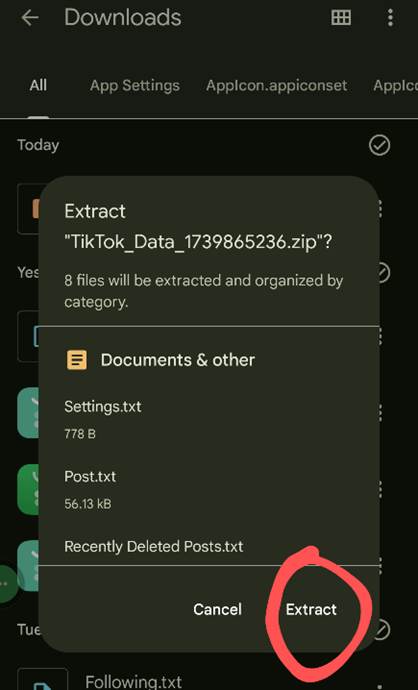 Downloads
All App Settings AppIcon.appiconset AppIco
Today
Extract
"TikTok_Data_1739865236.zip"?
8 files will be extracted and organized by
category.
Yes
Documents & other
Settings.txt
778 B
Post.txt
56.13 kB
Recently Deleted Posts.txt
Cancel Extract
Tue
Following.txt